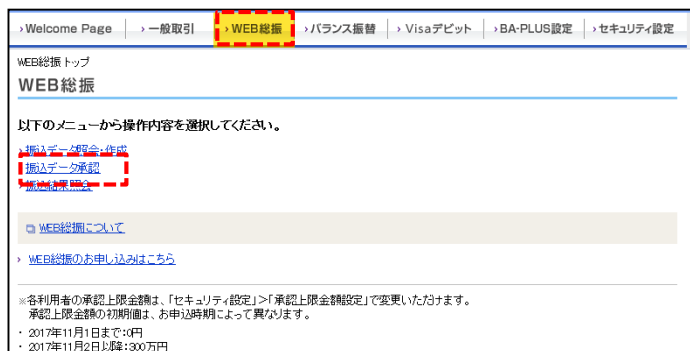 ›Welcome Page ›一般取引 ›WEB総振 ›バランス振替 ›Visaデビット ›BA-PLUS設定 ›セキュリティ設定
WEB総振トップ
WEB総振
以下のメニューから操作内容を選択してください。
›振込データ照会・作成
振込データ承認
›振込結果照会
WEB総振について
› WEB総振のお申し込みはこちら
※各利用者の承認上限金額は、「セキュリティ設定」>「承認上限金額設定」で変更いただけます。
承認上限金額の初期値は、お申込時期によって異なります。
・2017年11月1日まで:0円
・2017年11月2日以降:300万円